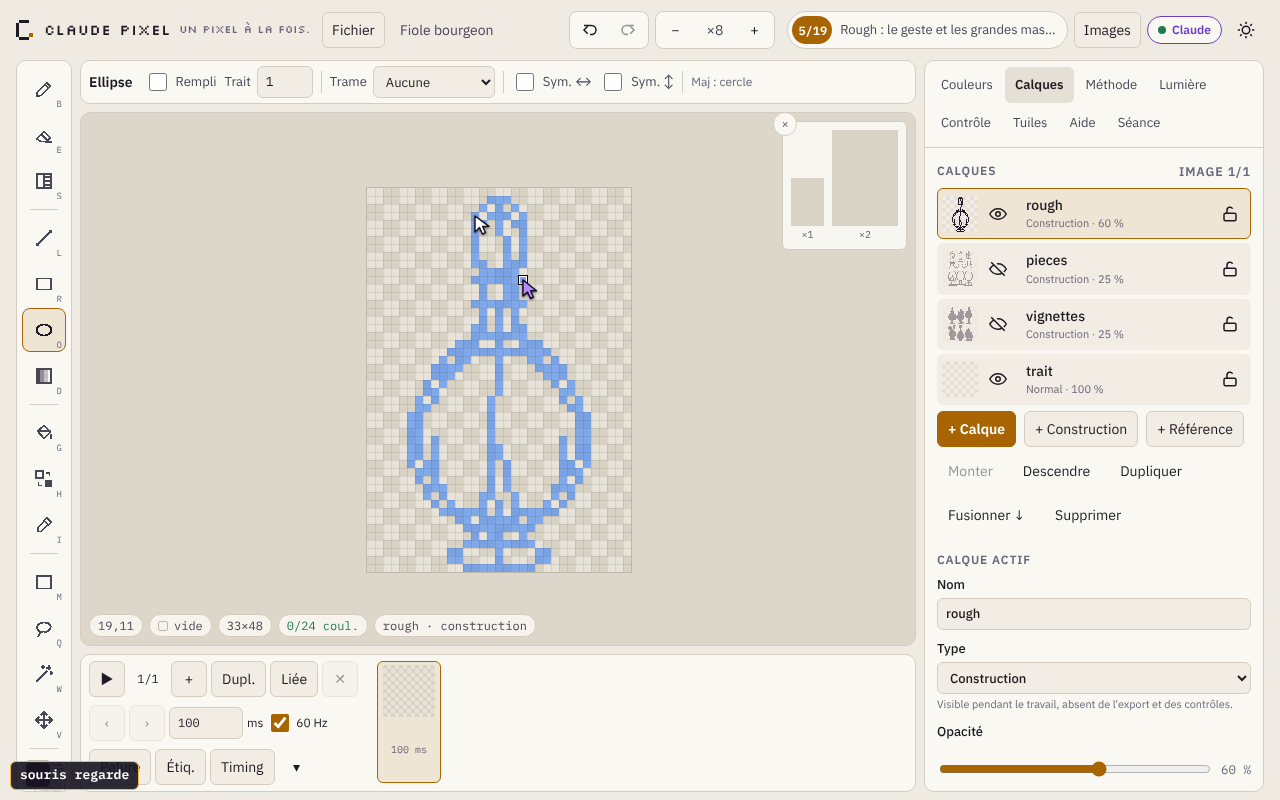 CLAUDE PIXEL UN PIXEL À LA FOIS. Fichier Fiole bourgeon − ×8 + 5/19 Rough : le geste et les grandes mas... Images Claude
Ellipse Rempli Trait 1 Trame Aucune Sym. ↔ Sym. ↕ Maj : cercle
B
E
S
L
R
O
D
G
H
I
M
Q
W
V
×
×1 ×2
19,11 vide 33×48 0/24 coul. rough · construction
1/1 + Dupl. Liée ×
‹ › 100 ms 60 Hz
Étiq. Timing ▼
100 ms
souris regarde
Couleurs Calques Méthode Lumière
Contrôle Tuiles Aide Séance
CALQUES IMAGE 1/1
rough
Construction · 60 %
pieces
Construction · 25 %
vignettes
Construction · 25 %
trait
Normal · 100 %
+ Calque + Construction + Référence
Monter Descendre Dupliquer
Fusionner ↓ Supprimer
CALQUE ACTIF
Nom
rough
Type
Construction
Visible pendant le travail, absent de l'export et des contrôles.
Opacité
60 %